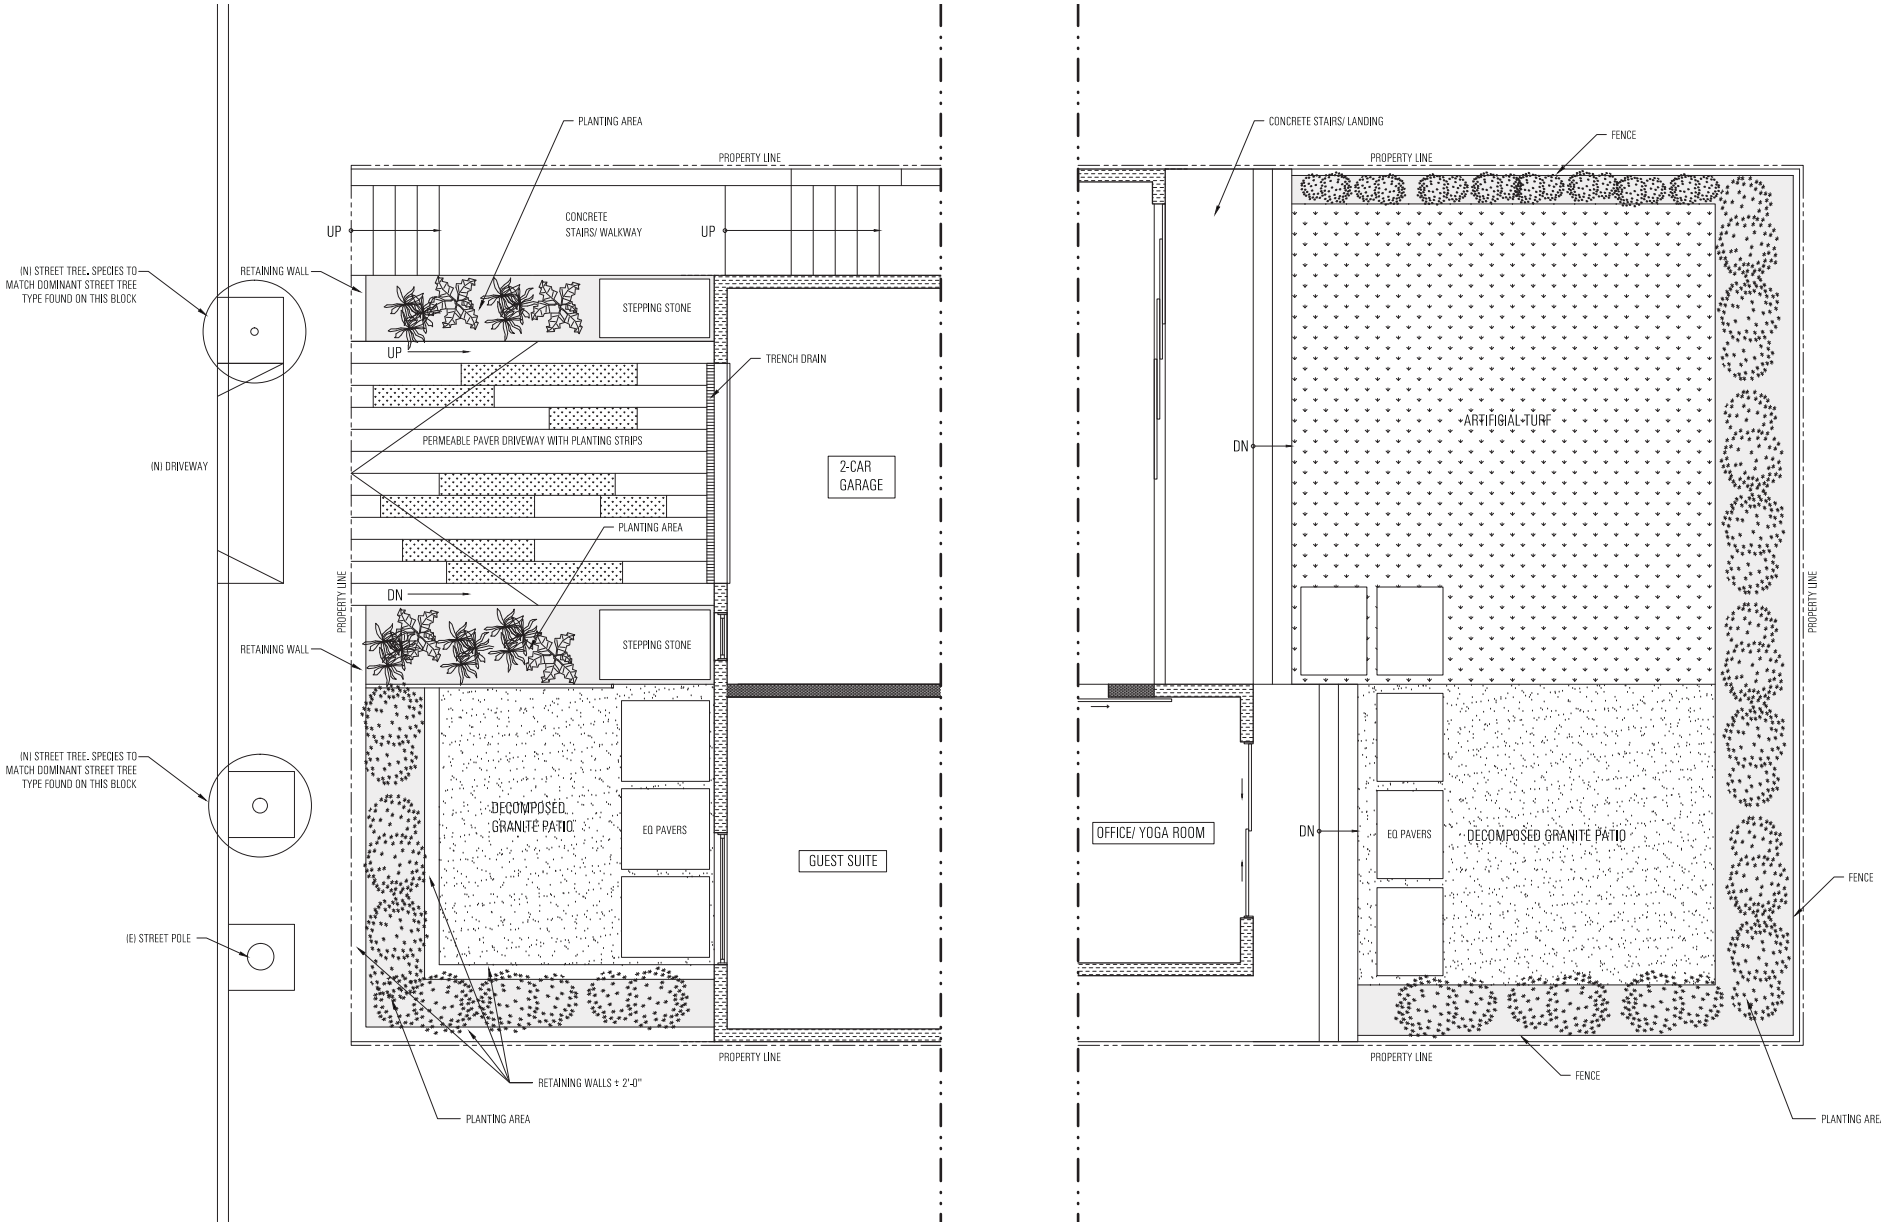 PLANTING AREA
PROPERTY LINE
UP
CONCRETE
STAIRS/ WALKWAY
UP
(N) STREET TREE. SPECIES TO
MATCH DOMINANT STREET TREE
TYPE FOUND ON THIS BLOCK
RETAINING WALL
STEPPING STONE
UP
TRENCH DRAIN
PERMEABLE PAVER DRIVEWAY WITH PLANTING STRIPS
(N) DRIVEWAY
2-CAR
GARAGE
PLANTING AREA
DN
PROPERTY LINE
RETAINING WALL
STEPPING STONE
(N) STREET TREE. SPECIES TO
MATCH DOMINANT STREET TREE
TYPE FOUND ON THIS BLOCK
DECOMPOSED
GRANITE PATIO
EQ PAVERS
GUEST SUITE
(E) STREET POLE
PROPERTY LINE
RETAINING WALLS ± 2'-0"
PLANTING AREA
CONCRETE STAIRS/ LANDING
FENCE
PROPERTY LINE
ARTIFICIAL TURF
DN
PROPERTY LINE
OFFICE/ YOGA ROOM
DN
EQ PAVERS
DECOMPOSED GRANITE PATIO
FENCE
PROPERTY LINE
FENCE
PLANTING ARE